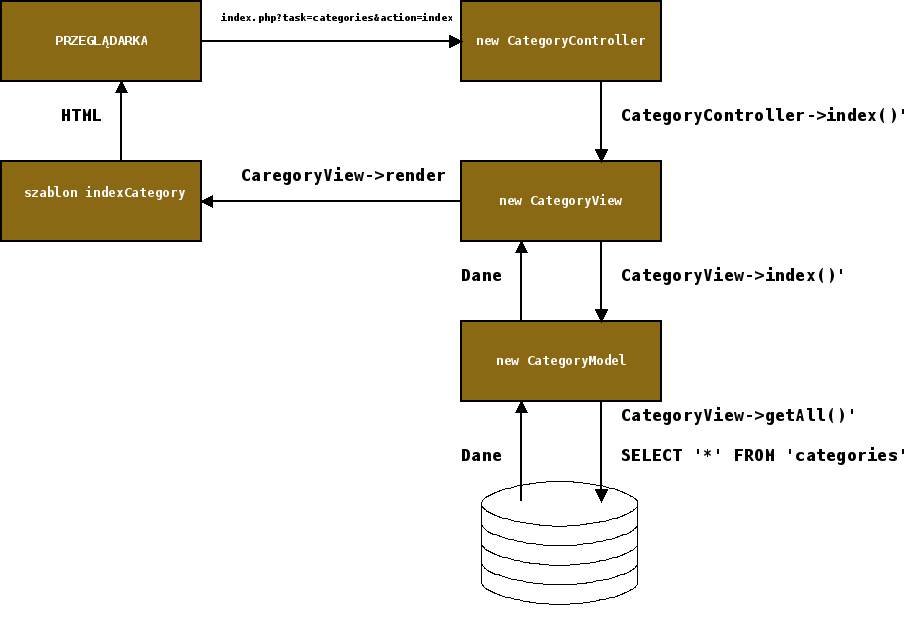 index.php?task=categories&action=index
PRZEGLĄDARKA
new CategoryController
HTML
CategoryController->index()'
CaregoryView->render
szablon indexCategory
new CategoryView
Dane
CategoryView->index()'
new CategoryModel
CategoryView->getAll()'
Dane
SELECT '*' FROM 'categories'